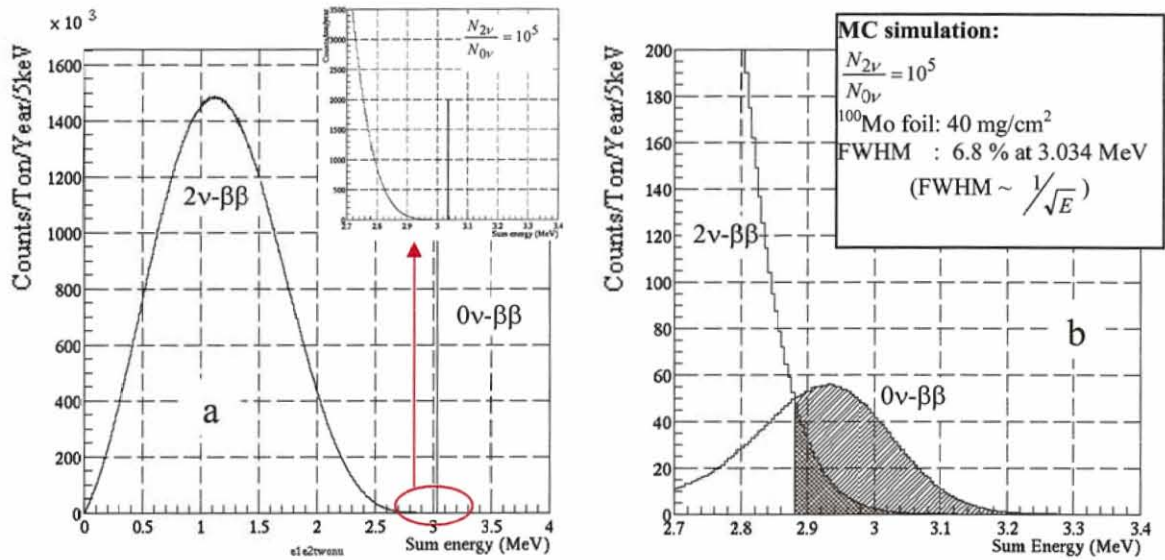 × 10³
Counts/Ton/Year/5keV
1600
1400
1200
1000
800
600
400
200
0
2ν-ββ
a
0ν-ββ
0 0.5 1 1.5 2 2.5 3 3.5 4
e1e2twonu
Sum energy (MeV)
3500
3000
2500
2000
1500
1000
500
0
N2ν/N0ν = 10⁵
2.7 2.8 2.9 3 3.1 3.2 3.3 3.4
Sum energy (MeV)
Counts/Ton/Year/5keV
200
180
160
140
120
100
80
60
40
20
0
MC simulation:
N2ν/N0ν = 10⁵
¹⁰⁰Mo foil: 40 mg/cm²
FWHM : 6.8 % at 3.034 MeV
(FWHM ~ 1/√E )
2ν-ββ
b
0ν-ββ
2.7 2.8 2.9 3 3.1 3.2 3.3 3.4
Sum Energy (MeV)